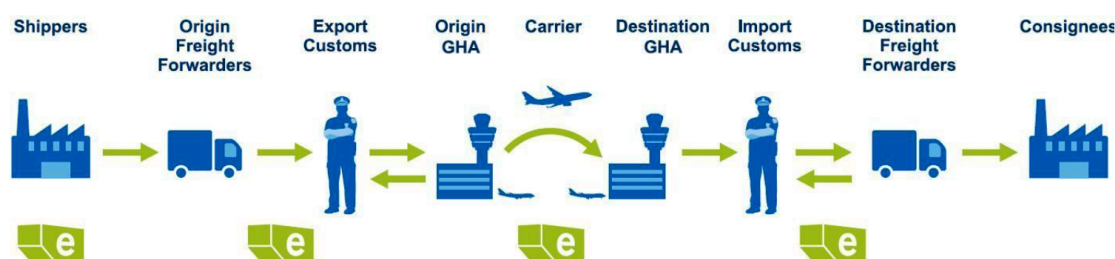 Shippers
Origin
Freight
Forwarders
Export
Customs
Origin
GHA
Carrier
Destination
GHA
Import
Customs
Destination
Freight
Forwarders
Consignees
e
e
e
e